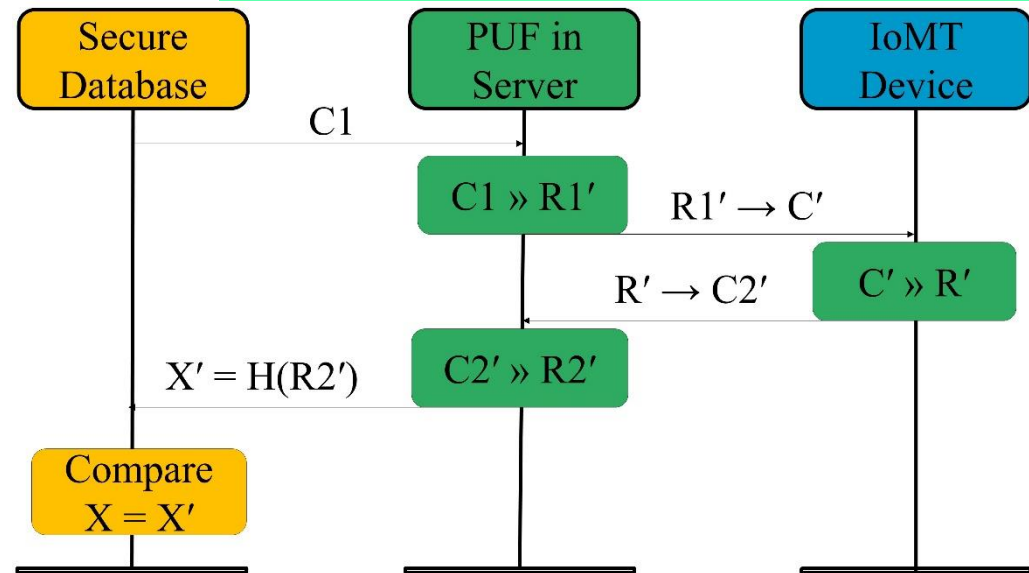 Secure
Database
PUF in
Server
IoMT
Device
C1
C1 » R1′
R1′ → C′
C′ » R′
R′ → C2′
C2′ » R2′
X′ = H(R2′)
Compare
X = X′